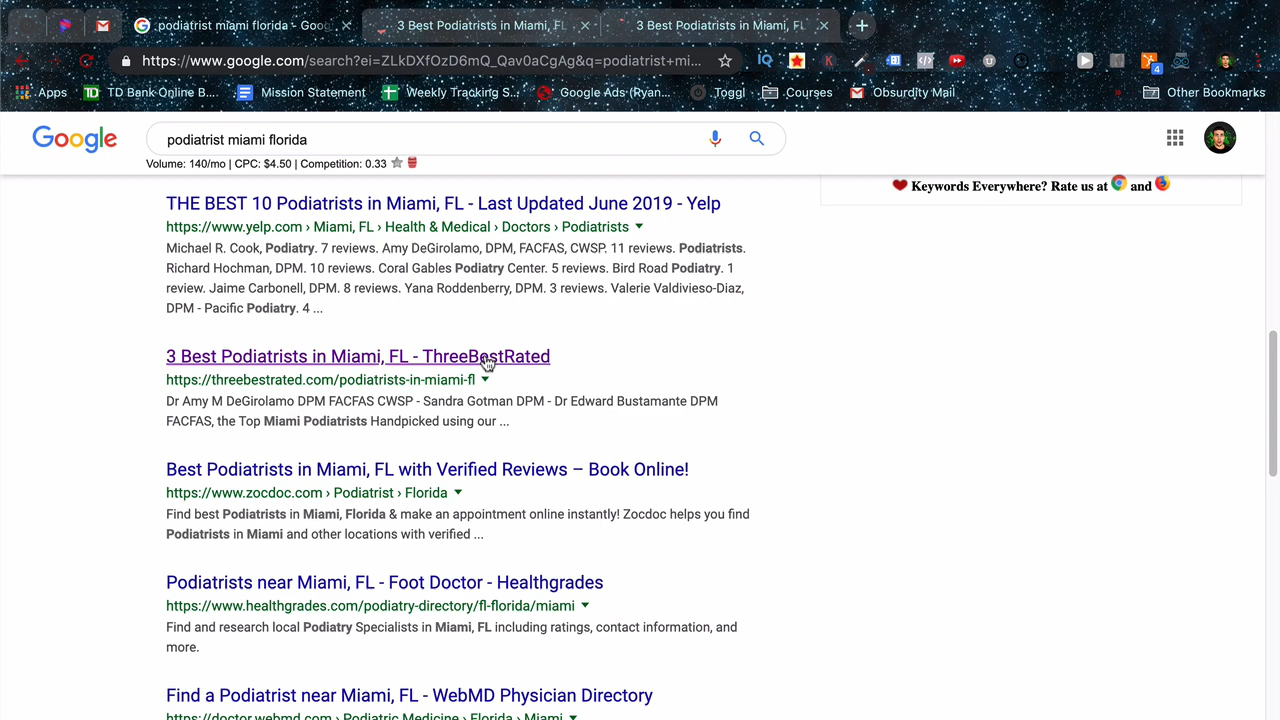 podiatrist miami florida - Goo
3 Best Podiatrists in Miami, FL
3 Best Podiatrists in Miami, FL
https://www.google.com/search?ei=ZLkDXfOzD6mQ_Qav0aCgAg&q=podiatrist+mi...
4
Apps
TD Bank Online B...
Mission Statement
Weekly Tracking S...
Google Ads (Ryan...
Toggl
Courses
Obsurdity Mail
»
Other Bookmarks
Google
podiatrist miami florida
Volume: 140/mo | CPC: $4.50 | Competition: 0.33
Keywords Everywhere? Rate us at and
THE BEST 10 Podiatrists in Miami, FL - Last Updated June 2019 - Yelp
https://www.yelp.com › Miami, FL › Health & Medical › Doctors › Podiatrists
Michael R. Cook, Podiatry. 7 reviews. Amy DeGirolamo, DPM, FACFAS, CWSP. 11 reviews. Podiatrists.
Richard Hochman, DPM. 10 reviews. Coral Gables Podiatry Center. 5 reviews. Bird Road Podiatry. 1
review. Jaime Carbonell, DPM. 8 reviews. Yana Roddenberry, DPM. 3 reviews. Valerie Valdivieso-Diaz,
DPM - Pacific Podiatry. 4 ...
3 Best Podiatrists in Miami, FL - ThreeBestRated
https://threebestrated.com/podiatrists-in-miami-fl
Dr Amy M DeGirolamo DPM FACFAS CWSP - Sandra Gotman DPM - Dr Edward Bustamante DPM
FACFAS, the Top Miami Podiatrists Handpicked using our ...
Best Podiatrists in Miami, FL with Verified Reviews – Book Online!
https://www.zocdoc.com › Podiatrist › Florida
Find best Podiatrists in Miami, Florida & make an appointment online instantly! Zocdoc helps you find
Podiatrists in Miami and other locations with verified ...
Podiatrists near Miami, FL - Foot Doctor - Healthgrades
https://www.healthgrades.com/podiatry-directory/fl-florida/miami
Find and research local Podiatry Specialists in Miami, FL including ratings, contact information, and
more.
Find a Podiatrist near Miami, FL - WebMD Physician Directory
https://doctor.webmd.com › Podiatric Medicine › Florida › Miami